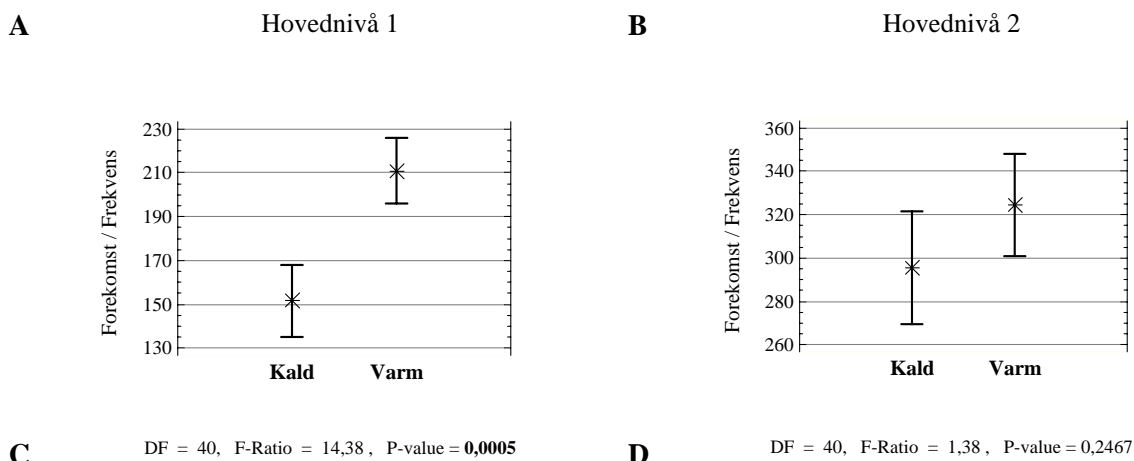 A Hovednivå 1
B Hovednivå 2
Forekomst / Frekvens
230
210
190
170
150
130
Kald Varm
Forekomst / Frekvens
360
340
320
300
280
260
Kald Varm
C DF = 40, F-Ratio = 14,38 , P-value = 0,0005
D DF = 40, F-Ratio = 1,38 , P-value = 0,2467